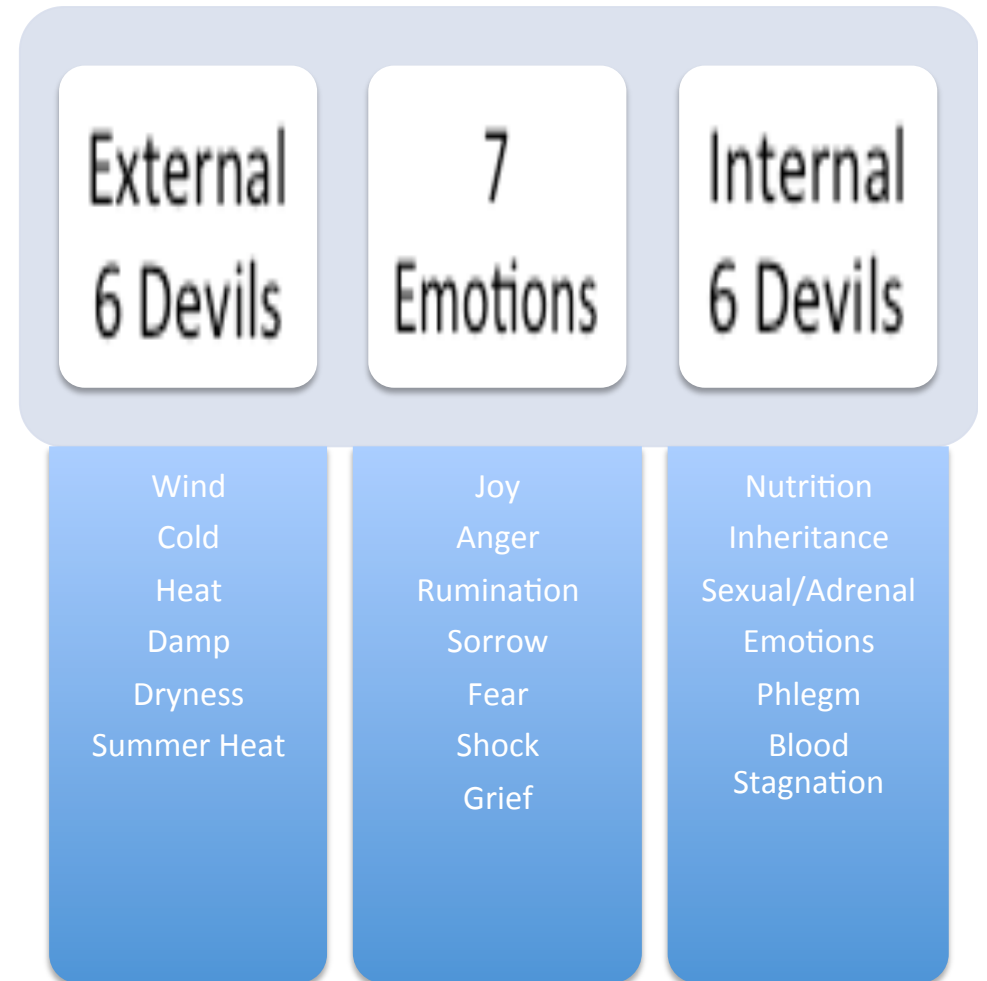 External
6 Devils
7
Emotions
Internal
6 Devils
Wind
Cold
Heat
Damp
Dryness
Summer Heat
Joy
Anger
Rumination
Sorrow
Fear
Shock
Grief
Nutrition
Inheritance
Sexual/Adrenal
Emotions
Phlegm
Blood
Stagnation